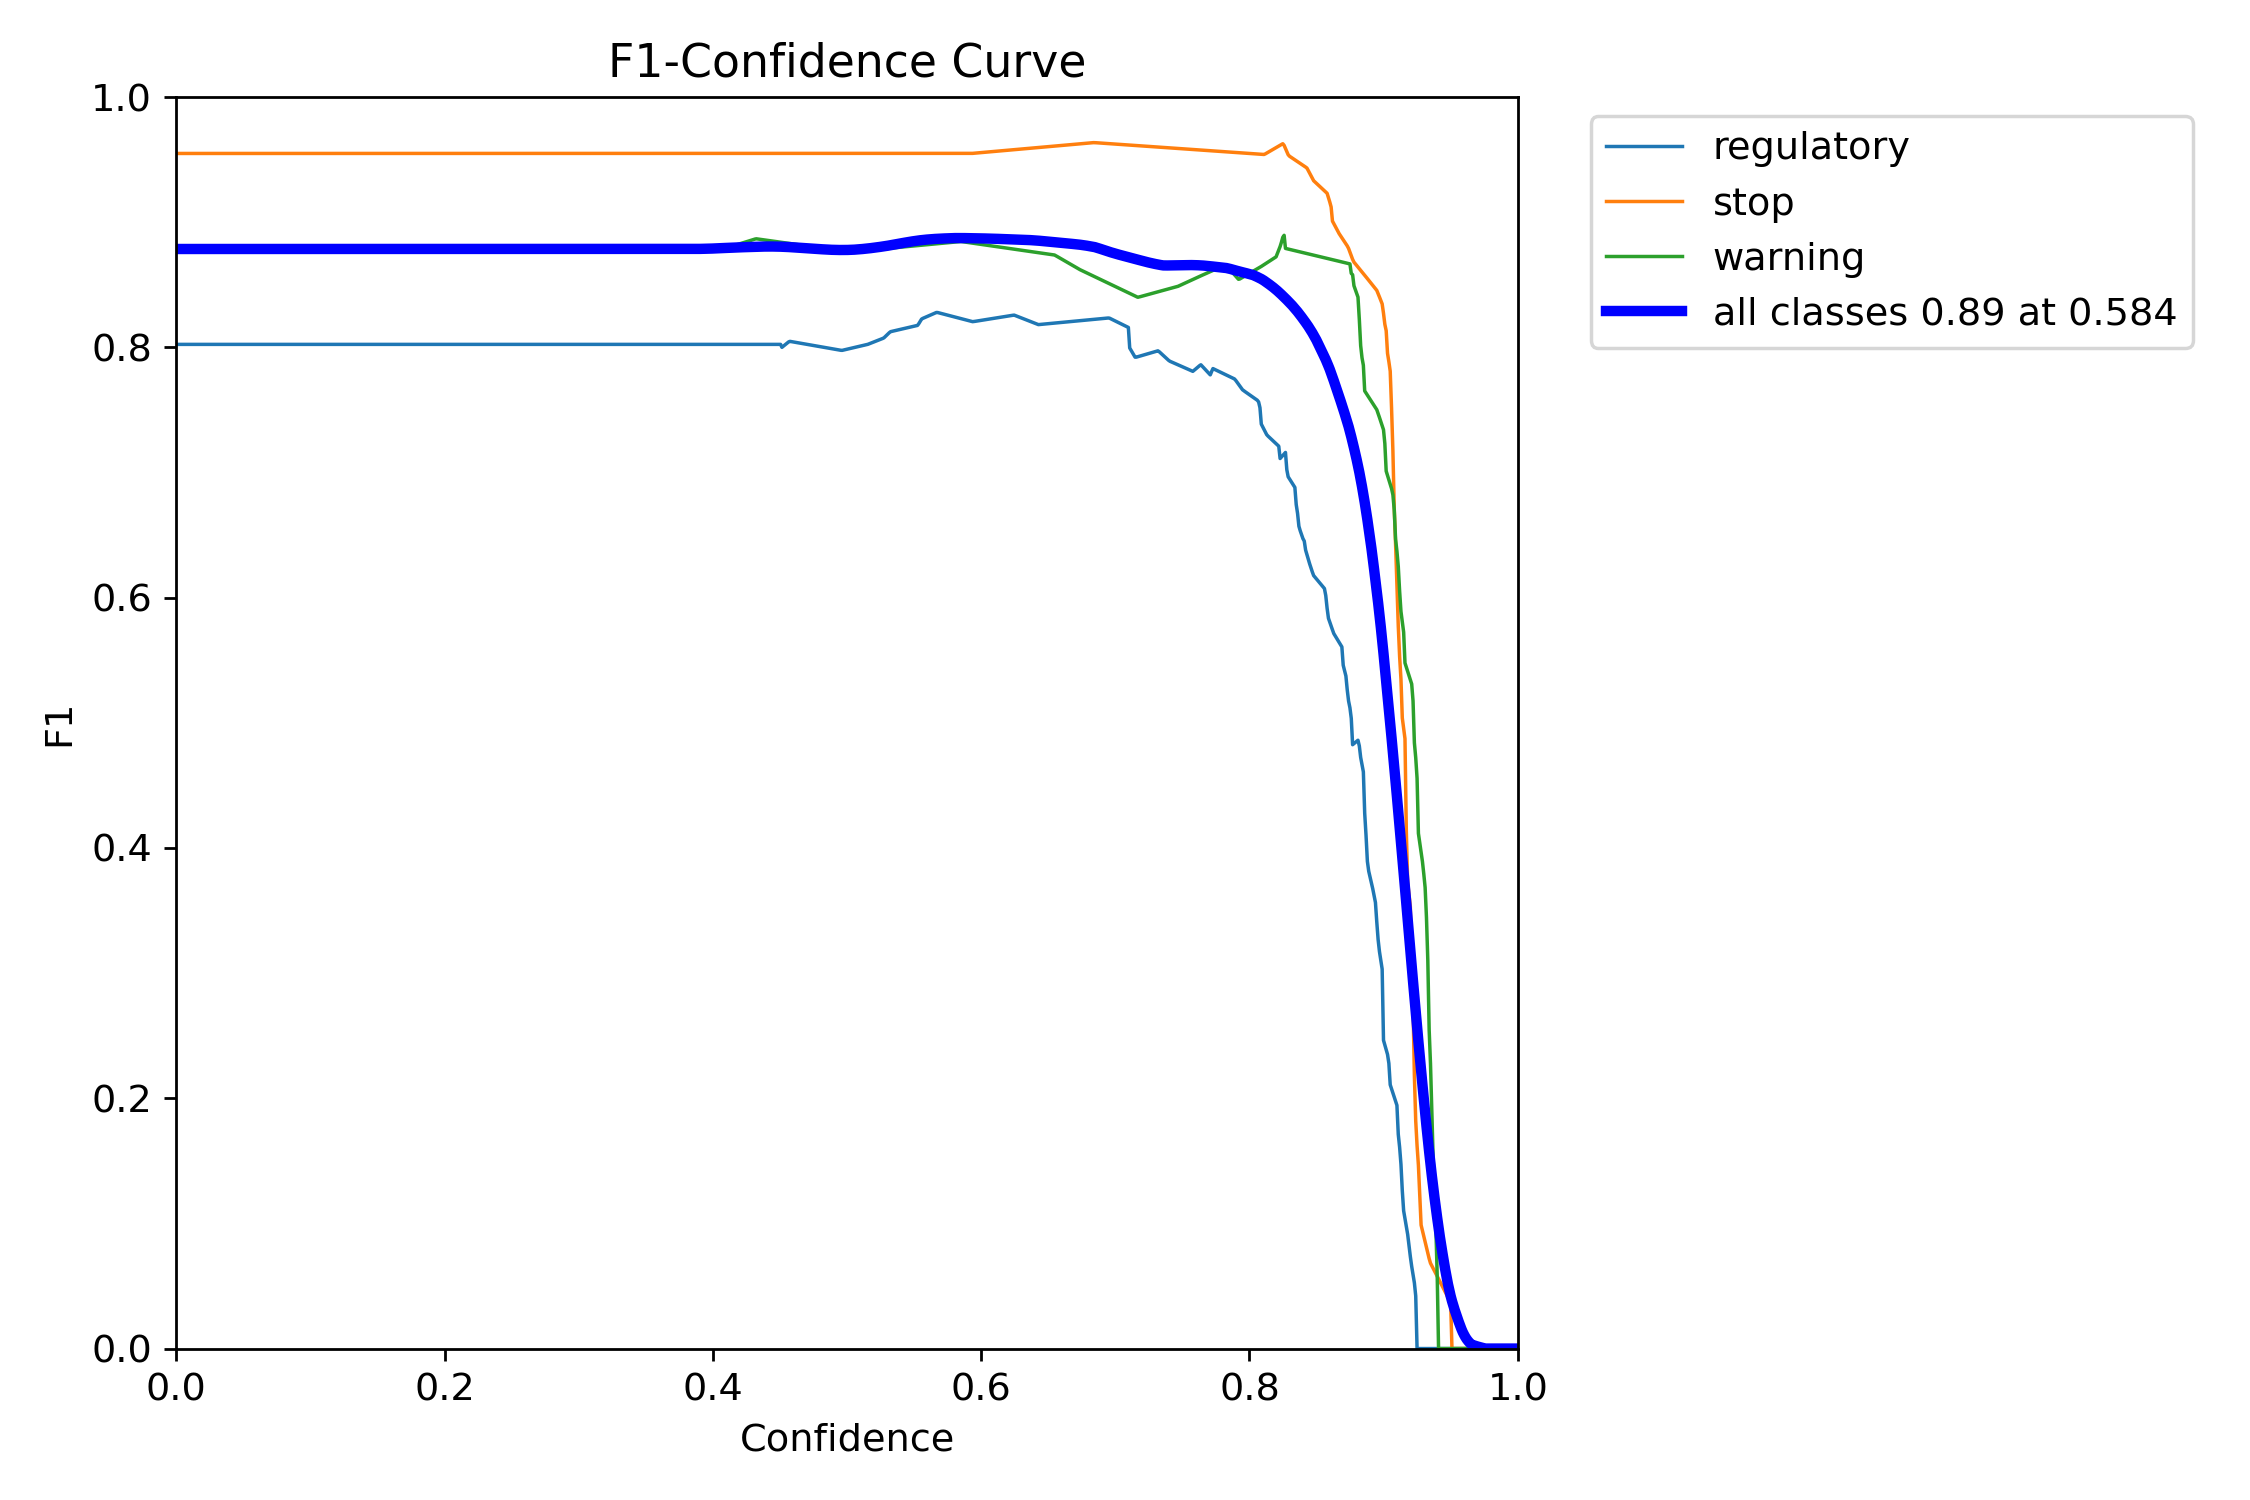 F1-Confidence Curve
1.0
0.8
0.6
0.4
0.2
0.0
F1
0.0 0.2 0.4 0.6 0.8 1.0
Confidence
regulatory
stop
warning
all classes 0.89 at 0.584